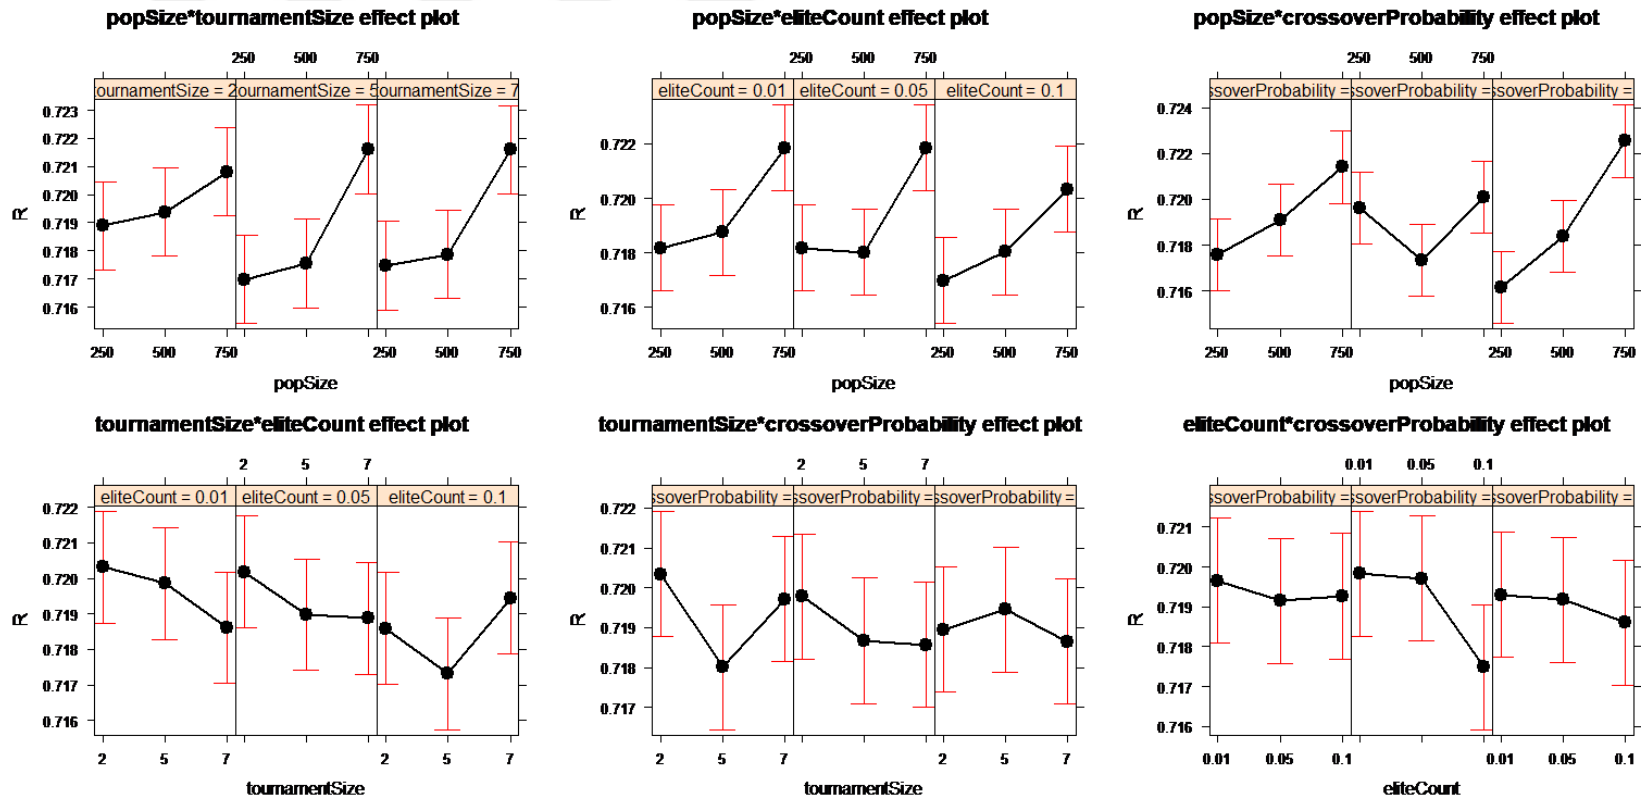 popSize*tournamentSize effect plot
250 500 750
ournamentSize = 2 ournamentSize = 5 ournamentSize = 7
0.723
0.722
0.721
0.720
0.719
0.718
0.717
0.716
R
250 500 750 250 500 750
popSize
popSize*eliteCount effect plot
250 500 750
eliteCount = 0.01 eliteCount = 0.05 eliteCount = 0.1
0.722
0.720
0.718
0.716
R
250 500 750 250 500 750
popSize
popSize*crossoverProbability effect plot
250 500 750
ssoverProbability = ssoverProbability = ssoverProbability =
0.724
0.722
0.720
0.718
0.716
R
250 500 750 250 500 750
popSize
tournamentSize*eliteCount effect plot
2 5 7
eliteCount = 0.01 eliteCount = 0.05 eliteCount = 0.1
0.722
0.721
0.720
0.719
0.718
0.717
0.716
R
2 5 7 2 5 7
tournamentSize
tournamentSize*crossoverProbability effect plot
2 5 7
ssoverProbability = ssoverProbability = ssoverProbability =
0.722
0.721
0.720
0.719
0.718
0.717
R
2 5 7 2 5 7
tournamentSize
eliteCount*crossoverProbability effect plot
0.01 0.05 0.1
ssoverProbability = ssoverProbability = ssoverProbability =
0.721
0.720
0.719
0.718
0.717
0.716
R
0.01 0.05 0.1 0.01 0.05 0.1
eliteCount